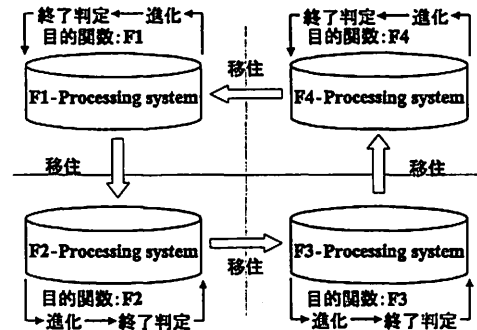 終了判定 ← 進化
目的関数:F1
F1-Processing system
終了判定 ← 進化
目的関数:F4
F4-Processing system
移住
移住
移住
F2-Processing system
目的関数:F2
進化 → 終了判定
移住
F3-Processing system
目的関数:F3
進化 → 終了判定